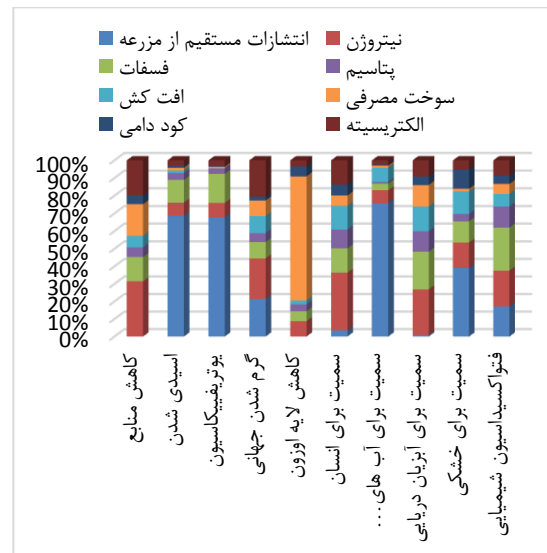 انتشارات مستقیم از مزرعه
نیتروژن
فسفات
پتاسیم
افت کش
سوخت مصرفی
کود دامی
الکتریسیته
100%
90%
80%
70%
60%
50%
40%
30%
20%
10%
0%
کاهش منابع
اسیدی شدن
یوتریفییکاسیون
گرم شدن جهانی
کاهش لایه اوزون
سمیت برای انسان
سمیت برای آب های...
سمیت برای آبزیان دریایی
سمیت برای خشکی
فتواکسیداسیون شیمیایی